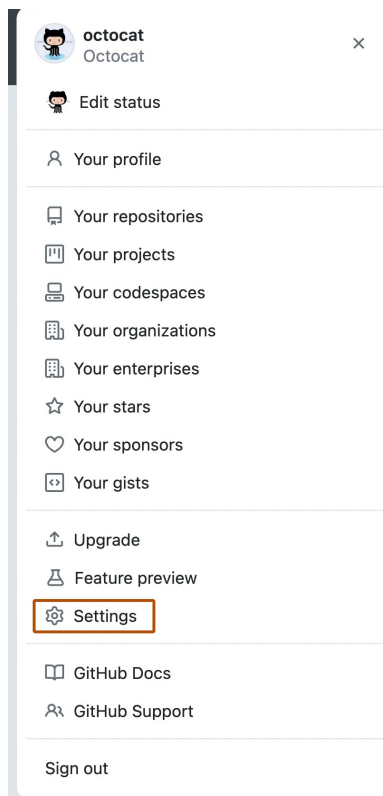 octocat
Octocat
Edit status
Your profile
Your repositories
Your projects
Your codespaces
Your organizations
Your enterprises
Your stars
Your sponsors
Your gists
Upgrade
Feature preview
Settings
GitHub Docs
GitHub Support
Sign out